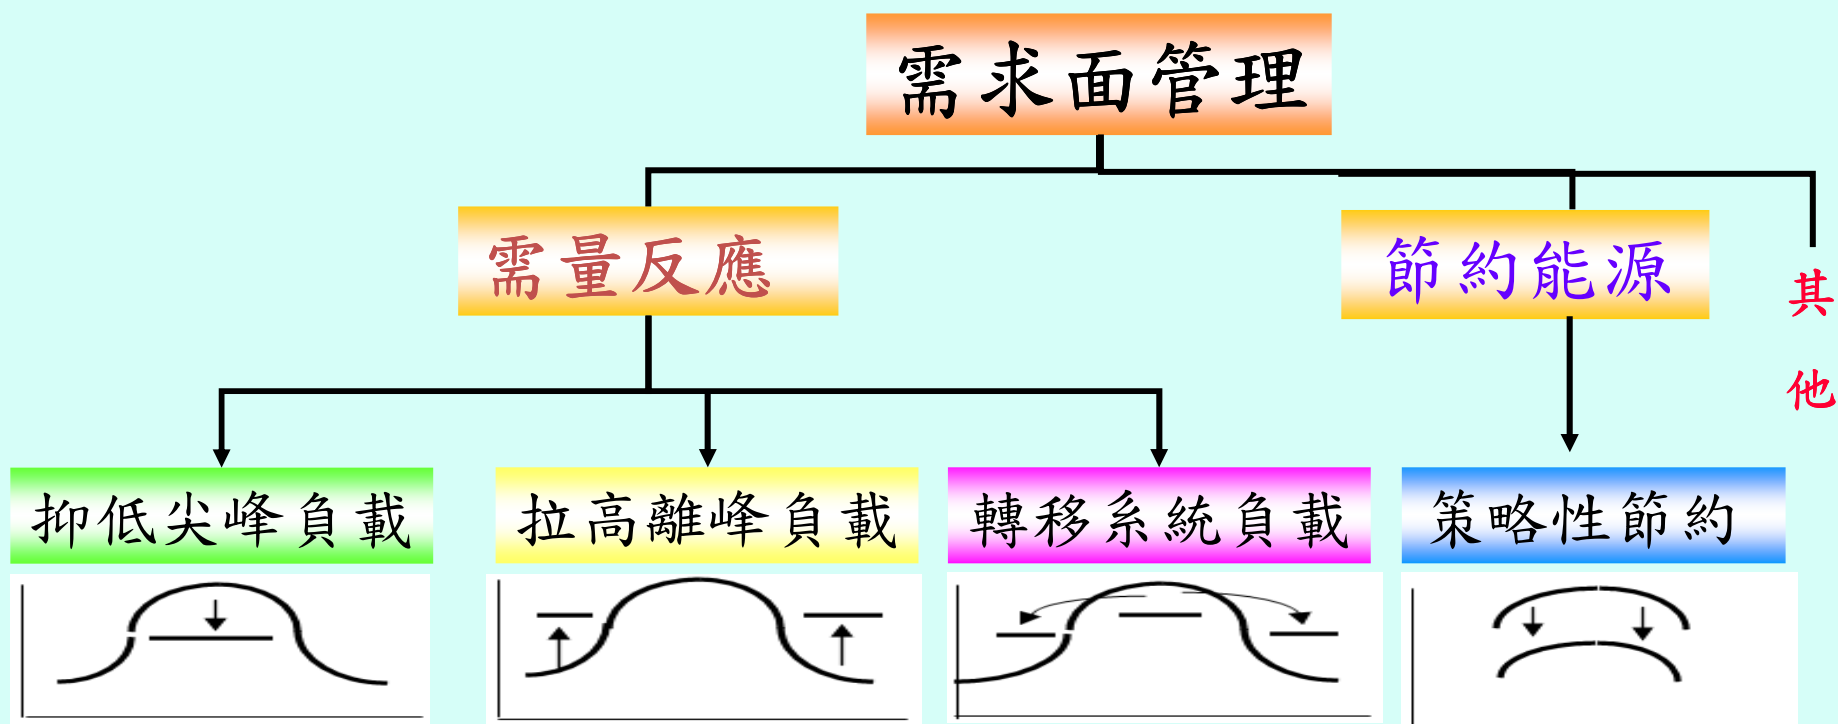 需求面管理
需量反應
節約能源
其他
抑低尖峰負載
拉高離峰負載
轉移系統負載
策略性節約